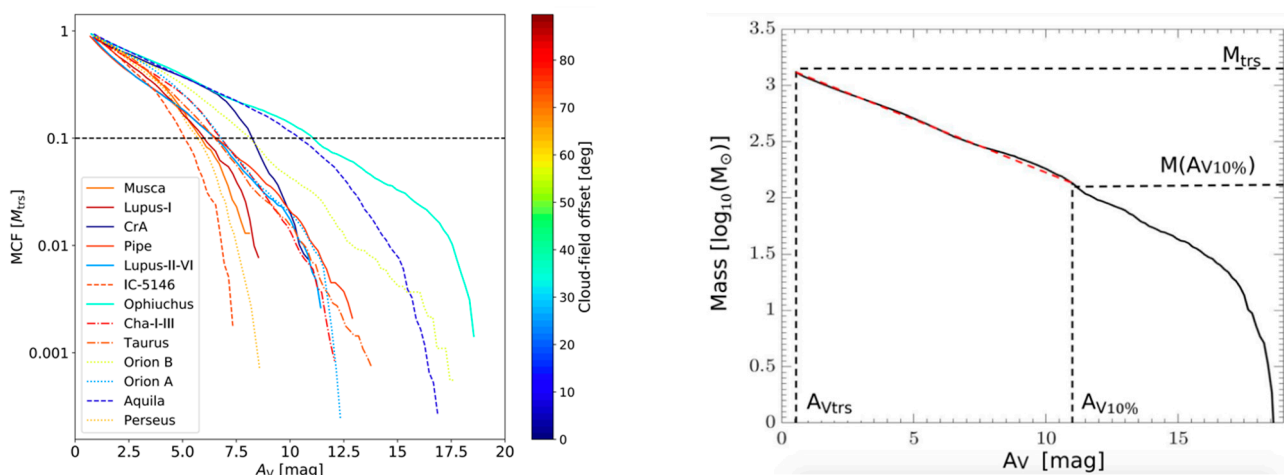 1
0.1
0.01
0.001
MCF [Mtrs]
Musca
Lupus-I
CrA
Pipe
Lupus-II-VI
IC-5146
Ophiuchus
Cha-I-III
Taurus
Orion B
Orion A
Aquila
Perseus
0 2.5 5.0 7.5 10 12.5 15 17.5 20
AV [mag]
80
70
60
50
40
30
20
10
0
Cloud-field offset [deg]
3.5
3.0
2.5
2.0
1.5
1.0
0.5
0
Mass [log10(M⊙)]
Mtrs
M(AV10%)
AVtrs
AV10%
0 5 10 15
AV [mag]